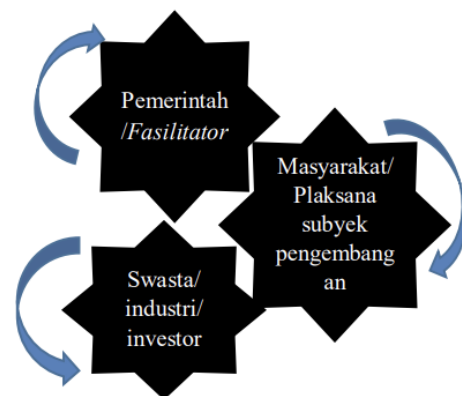 Pemerintah
/Fasilitator
Masyarakat/
Plaksana
subyek
pengembang
an
Swasta/
industri/
investor